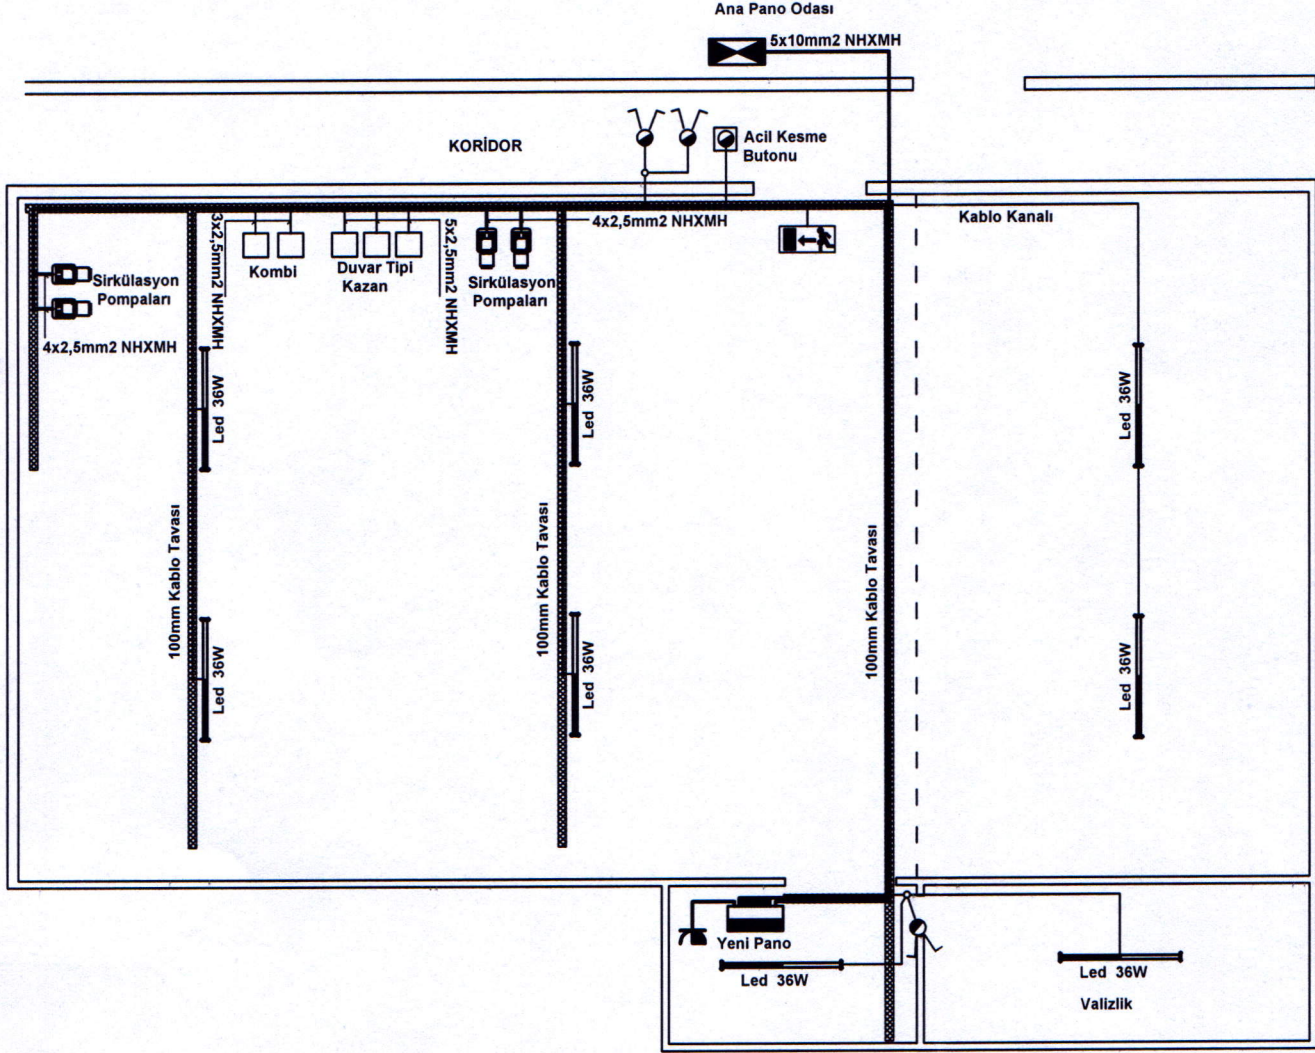 Ana Pano Odası
5x10mm2 NHXMH
KORİDOR
Acil Kesme
Butonu
4x2,5mm2 NHXMH
Kablo Kanalı
3x2,5mm2 NHXMH
Kombi
Duvar Tipi
Kazan
5x2,5mm2 NHXMH
Sirkülasyon
Pompaları
Sirkülasyon
Pompaları
4x2,5mm2 NHXMH
Led 36W
Led 36W
Led 36W
100mm Kablo Tavası
100mm Kablo Tavası
100mm Kablo Tavası
Led 36W
Led 36W
Led 36W
Yeni Pano
Led 36W
Led 36W
Valizlik